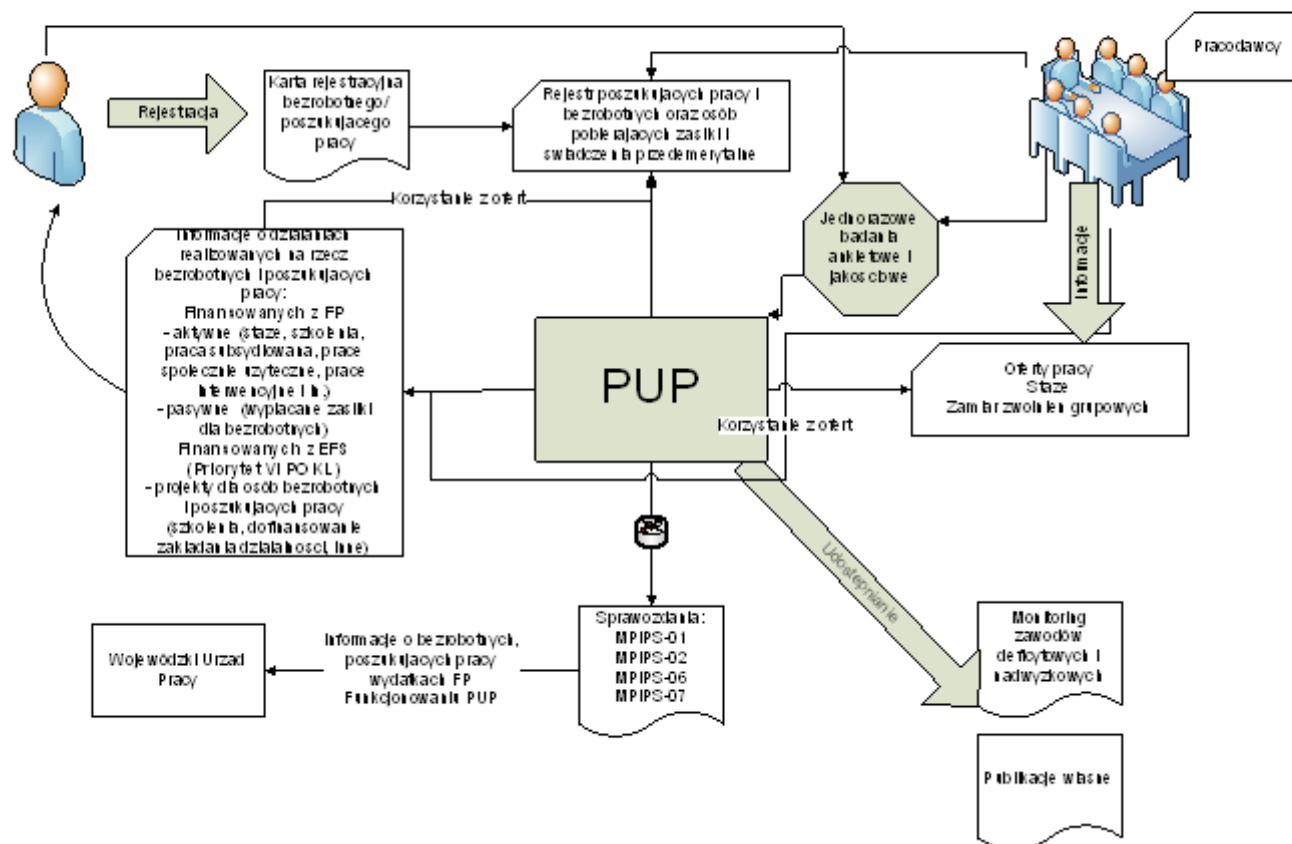 Pracodawcy
Rejestracja
Karta rejestracyjna
bezrobotnego/
poszukującego
pracy
Rejestr poszukujących pracy i
bezrobotnych oraz osób
pobierających zasiłki i
świadczenia przedemerytalne
Korzystanie z ofert
Jednorazowe
badania
ankietowe i
jakościowe
Informacje
Informacje o działaniach
realizowanych na rzecz
bezrobotnych i poszukujących
pracy:
Finansowanych z FP
- aktywne (staże, szkolenia,
praca subsydiowana, prace
społecznie użyteczne, prace
interwencyjne i in.)
- pasywne (wypłacane zasiłki
dla bezrobotnych)
Finansowanych z EFS
(Priorytet VI PO KL)
- projekty dla osób bezrobotnych
i poszukujących pracy
(szkolenia, dofinansowanie
zakładania działalności, inne)
PUP
Oferty pracy
Staże
Zamiar zwolnień grupowych
Korzystanie z ofert
Udostępnianie
Wojewódzki Urząd
Pracy
Informacje o bezrobotnych,
poszukujących pracy
wydatkach FP
Funkcjonowaniu PUP
Sprawozdania:
MPIPS-01
MPIPS-02
MPIPS-06
MPIPS-07
Monitoring
zawodów
deficytowych i
nadwyżkowych
Publikacje własne